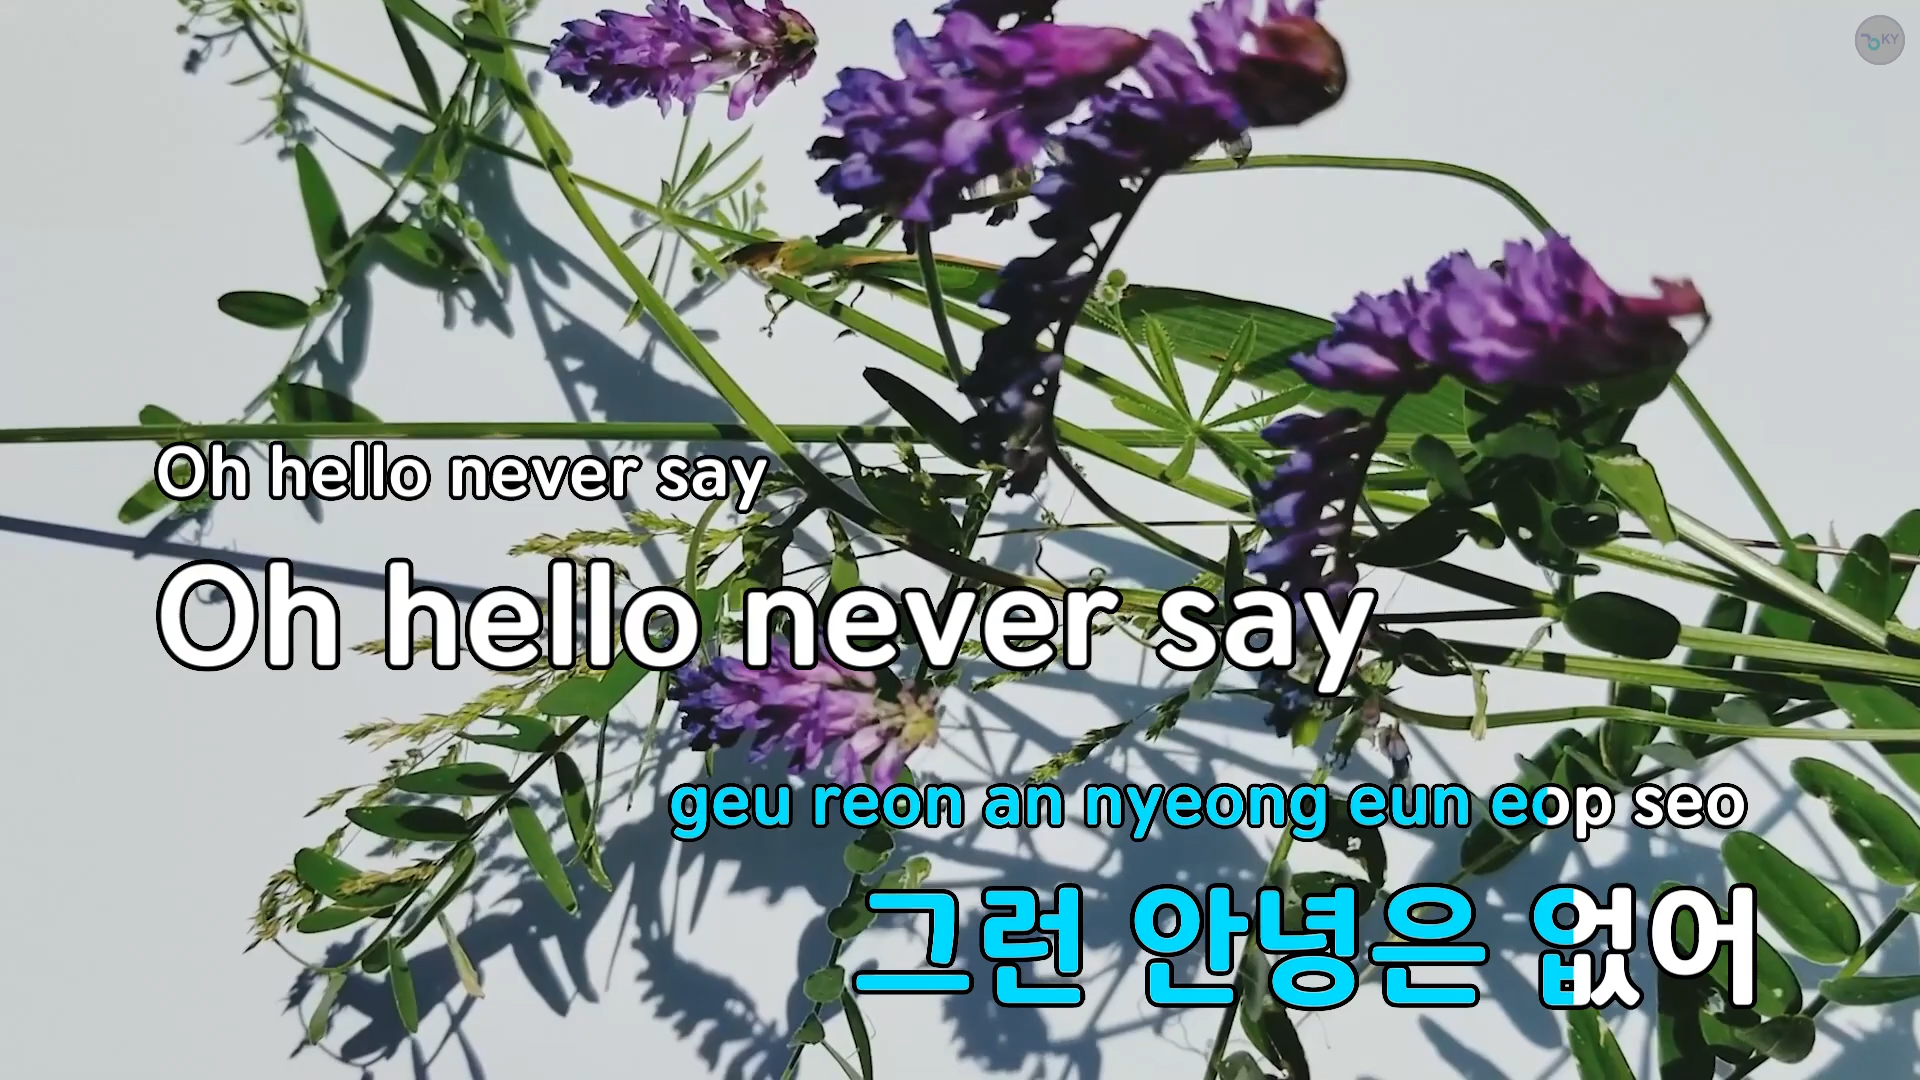 KY
Oh hello never say
Oh hello never say
geu reon an nyeong eun eop seo
그런 안녕은 없어